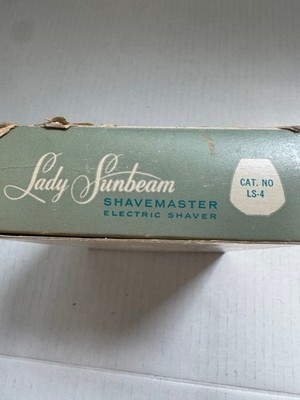 Lady Sunbeam
SHAVEMASTER
ELECTRIC SHAVER
CAT. NO
LS-4